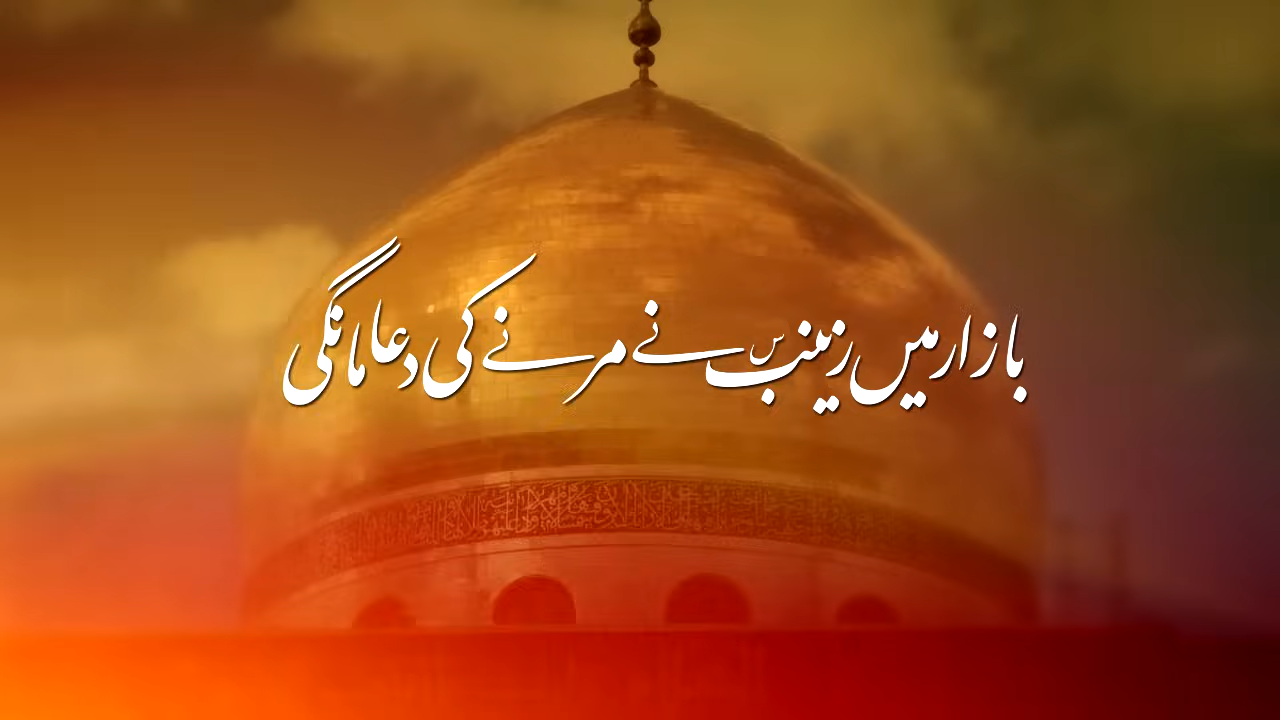 بازار میں زینبؑ نے مرنے کی دعا مانگی